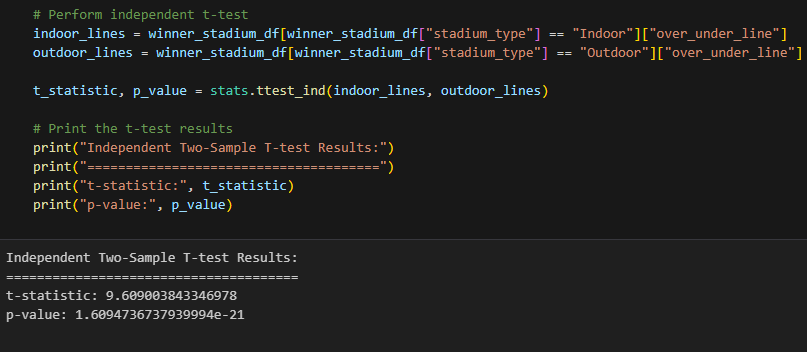 # Perform independent t-test
indoor_lines = winner_stadium_df[winner_stadium_df["stadium_type"] == "Indoor"]["over_under_line"]
outdoor_lines = winner_stadium_df[winner_stadium_df["stadium_type"] == "Outdoor"]["over_under_line"]
t_statistic, p_value = stats.ttest_ind(indoor_lines, outdoor_lines)
# Print the t-test results
print("Independent Two-Sample T-test Results:")
print("======================================")
print("t-statistic:", t_statistic)
print("p-value:", p_value)
Independent Two-Sample T-test Results:
======================================
t-statistic: 9.609003843346978
p-value: 1.6094736737939994e-21